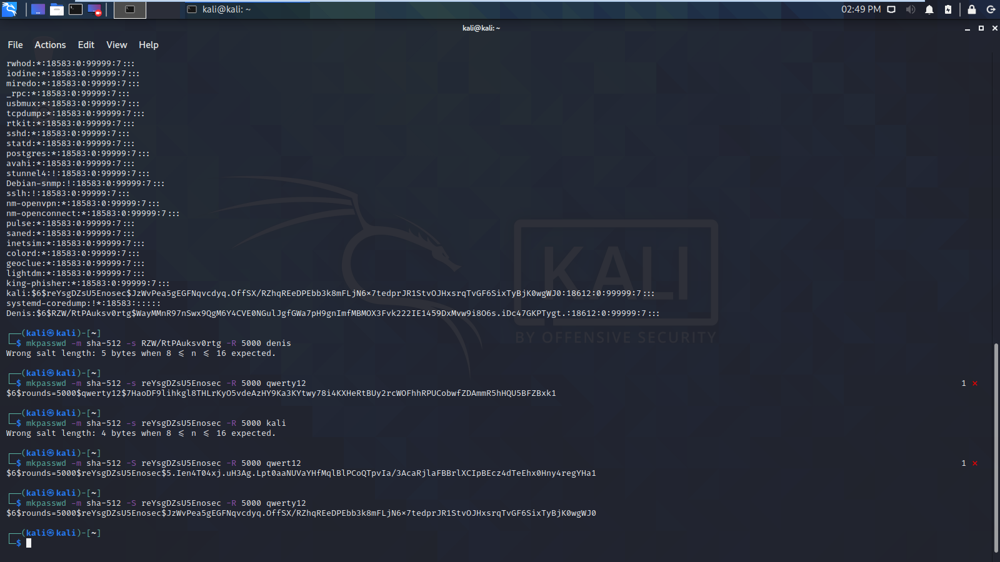 kali@kali: ~
02:49 PM
kali@kali: ~
File Actions Edit View Help
rwhod:*:18583:0:99999:7:::
iodine:*:18583:0:99999:7:::
miredo:*:18583:0:99999:7:::
_rpc:*:18583:0:99999:7:::
usbmux:*:18583:0:99999:7:::
tcpdump:*:18583:0:99999:7:::
rtkit:*:18583:0:99999:7:::
sshd:*:18583:0:99999:7:::
statd:*:18583:0:99999:7:::
postgres:*:18583:0:99999:7:::
avahi:*:18583:0:99999:7:::
stunnel4:!:18583:0:99999:7:::
Debian-snmp:!:18583:0:99999:7:::
sslh:!:18583:0:99999:7:::
nm-openvpn:*:18583:0:99999:7:::
nm-openconnect:*:18583:0:99999:7:::
pulse:*:18583:0:99999:7:::
saned:*:18583:0:99999:7:::
inetsim:*:18583:0:99999:7:::
colord:*:18583:0:99999:7:::
geoclue:*:18583:0:99999:7:::
lightdm:*:18583:0:99999:7:::
king-phisher:*:18583:0:99999:7:::
kali:$6$reYsgDZsU5Enosec$JzWvPea5gEGFNqvcdyq.OffSX/RZhqREeDPEbb3k8mFLjN6×7tedprJR1StvOJHxsrqTvGF6SixTyBjK0wgWJ0:18612:0:99999:7:::
systemd-coredump:!*:18583::::::
Denis:$6$RZW/RtPAuksv0rtg$WayMMnR97nSwx9QgM6Y4CVE0NGulJgfGWa7pH9gnImfMBMOX3Fvk222IE1459DxMvw9i8O6s.iDc47GKPTygt.:18612:0:99999:7:::
┌──(kali㉿kali)-[~]
└─$ mkpasswd -m sha-512 -s RZW/RtPAuksv0rtg -R 5000 denis
Wrong salt length: 5 bytes when 8 ⩽ n ⩽ 16 expected.
┌──(kali㉿kali)-[~]
└─$ mkpasswd -m sha-512 -s reYsgDZsU5Enosec -R 5000 qwerty12 1 ⨯
$6$rounds=5000$qwerty12$7HaoDF9lihkgl8THLrKyO5vdeAzHY9Ka3KYtwy78i4KXHeRtBUy2rcWOFhhRPUCobwfZDAmmR5hHQU5BFZBxk1
┌──(kali㉿kali)-[~]
└─$ mkpasswd -m sha-512 -s reYsgDZsU5Enosec -R 5000 kali
Wrong salt length: 4 bytes when 8 ⩽ n ⩽ 16 expected.
┌──(kali㉿kali)-[~]
└─$ mkpasswd -m sha-512 -S reYsgDZsU5Enosec -R 5000 qwert12 1 ⨯
$6$rounds=5000$reYsgDZsU5Enosec$5.Ien4T04xj.uH3Ag.Lpt0aaNUVaYHfMqlBlPCoQTpvIa/3AcaRjlaFBBrlXCIpBEcz4dTeEhx0Hny4regYHa1
┌──(kali㉿kali)-[~]
└─$ mkpasswd -m sha-512 -S reYsgDZsU5Enosec -R 5000 qwerty12
$6$rounds=5000$reYsgDZsU5Enosec$JzWvPea5gEGFNqvcdyq.OffSX/RZhqREeDPEbb3k8mFLjN6×7tedprJR1StvOJHxsrqTvGF6SixTyBjK0wgWJ0
┌──(kali㉿kali)-[~]
└─$
KALI
BY OFFENSIVE SECURITY